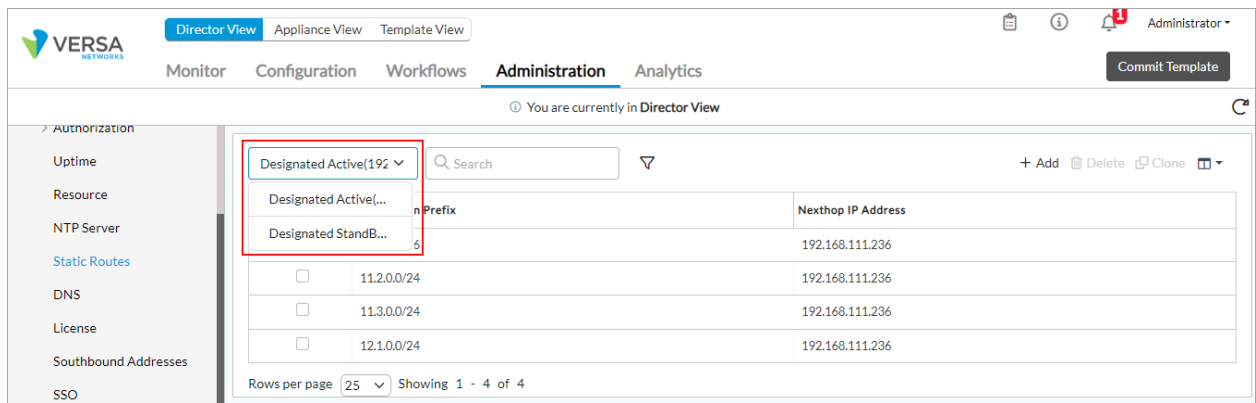 VERSA
NETWORKS
Director View Appliance View Template View
1
Administrator
Monitor Configuration Workflows Administration Analytics
Commit Template
You are currently in Director View
Authorization
Uptime
Resource
NTP Server
Static Routes
DNS
License
Southbound Addresses
SSO
Designated Active(192
Search
+ Add Delete Clone
Designated Active(...
Designated StandB...
n Prefix Nexthop IP Address
6 192.168.111.236
11.2.0.0/24 192.168.111.236
11.3.0.0/24 192.168.111.236
12.1.0.0/24 192.168.111.236
Rows per page 25 Showing 1 - 4 of 4